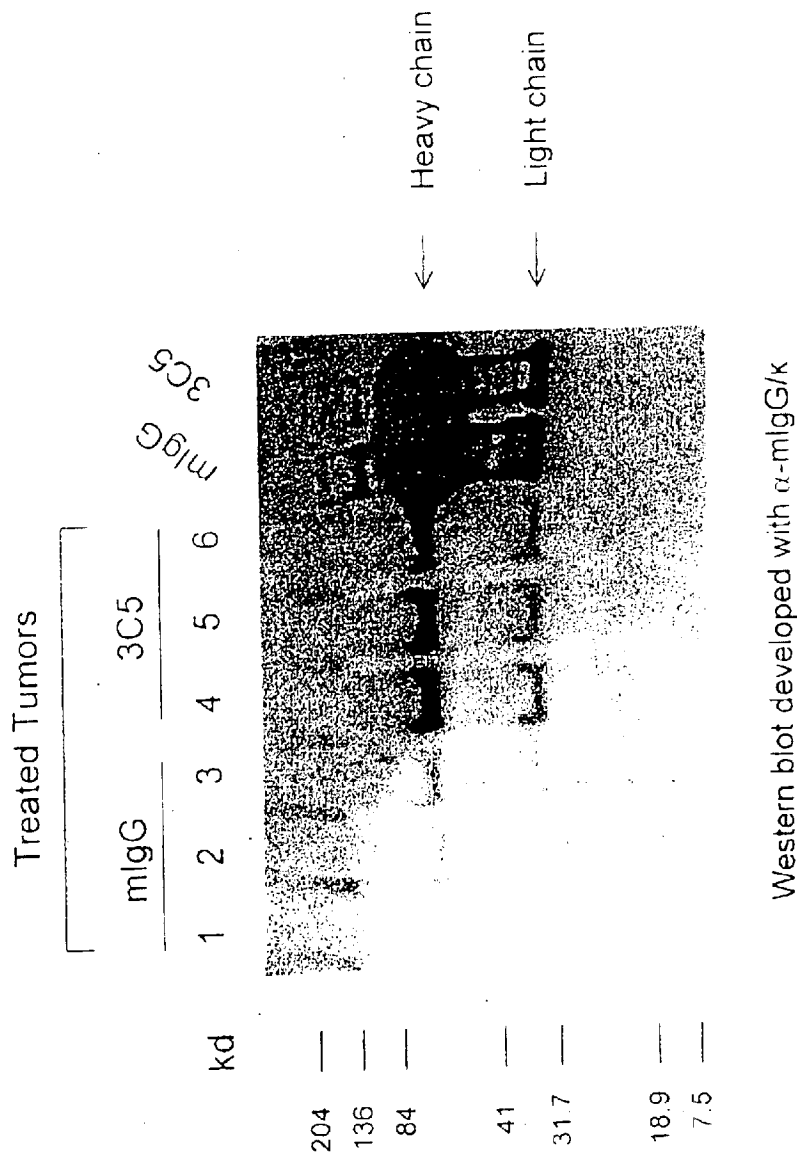 Treated Tumors
mIgG 3C5
1 2 3 4 5 6 mIgG 3C5
kd
204
136
84
41
31.7
18.9
7.5
Heavy chain
Light chain
Western blot developed with α-mIgG/κ